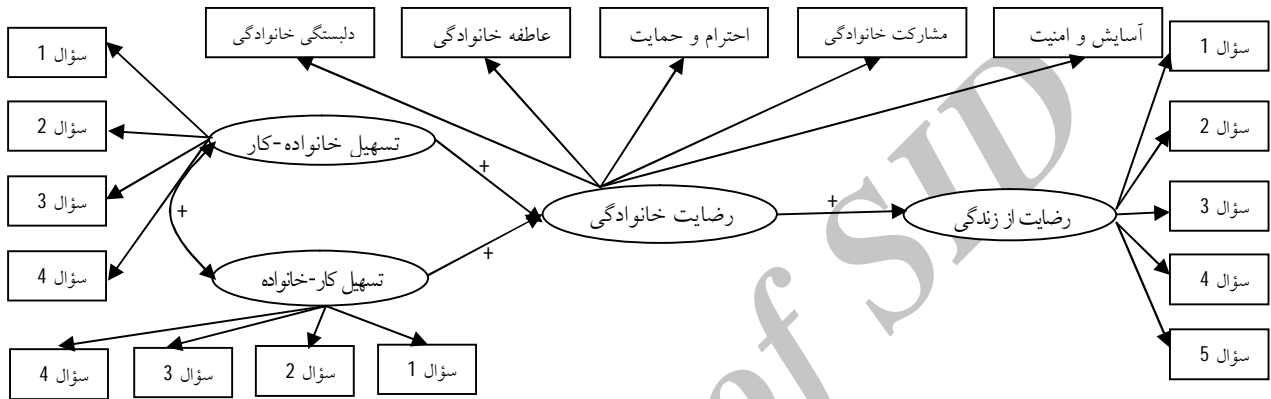 آسایش و امنیت
مشارکت خانوادگی
احترام و حمایت
عاطفه خانوادگی
دلبستگی خانوادگی
سؤال 1
سؤال 2
سؤال 3
سؤال 4
سؤال 5
سؤال 1
سؤال 2
سؤال 3
سؤال 4
تسهیل خانواده-کار
+
+
رضایت خانوادگی
+
رضایت از زندگی
تسهیل کار-خانواده
+
سؤال 1
سؤال 2
سؤال 3
سؤال 4
of SID